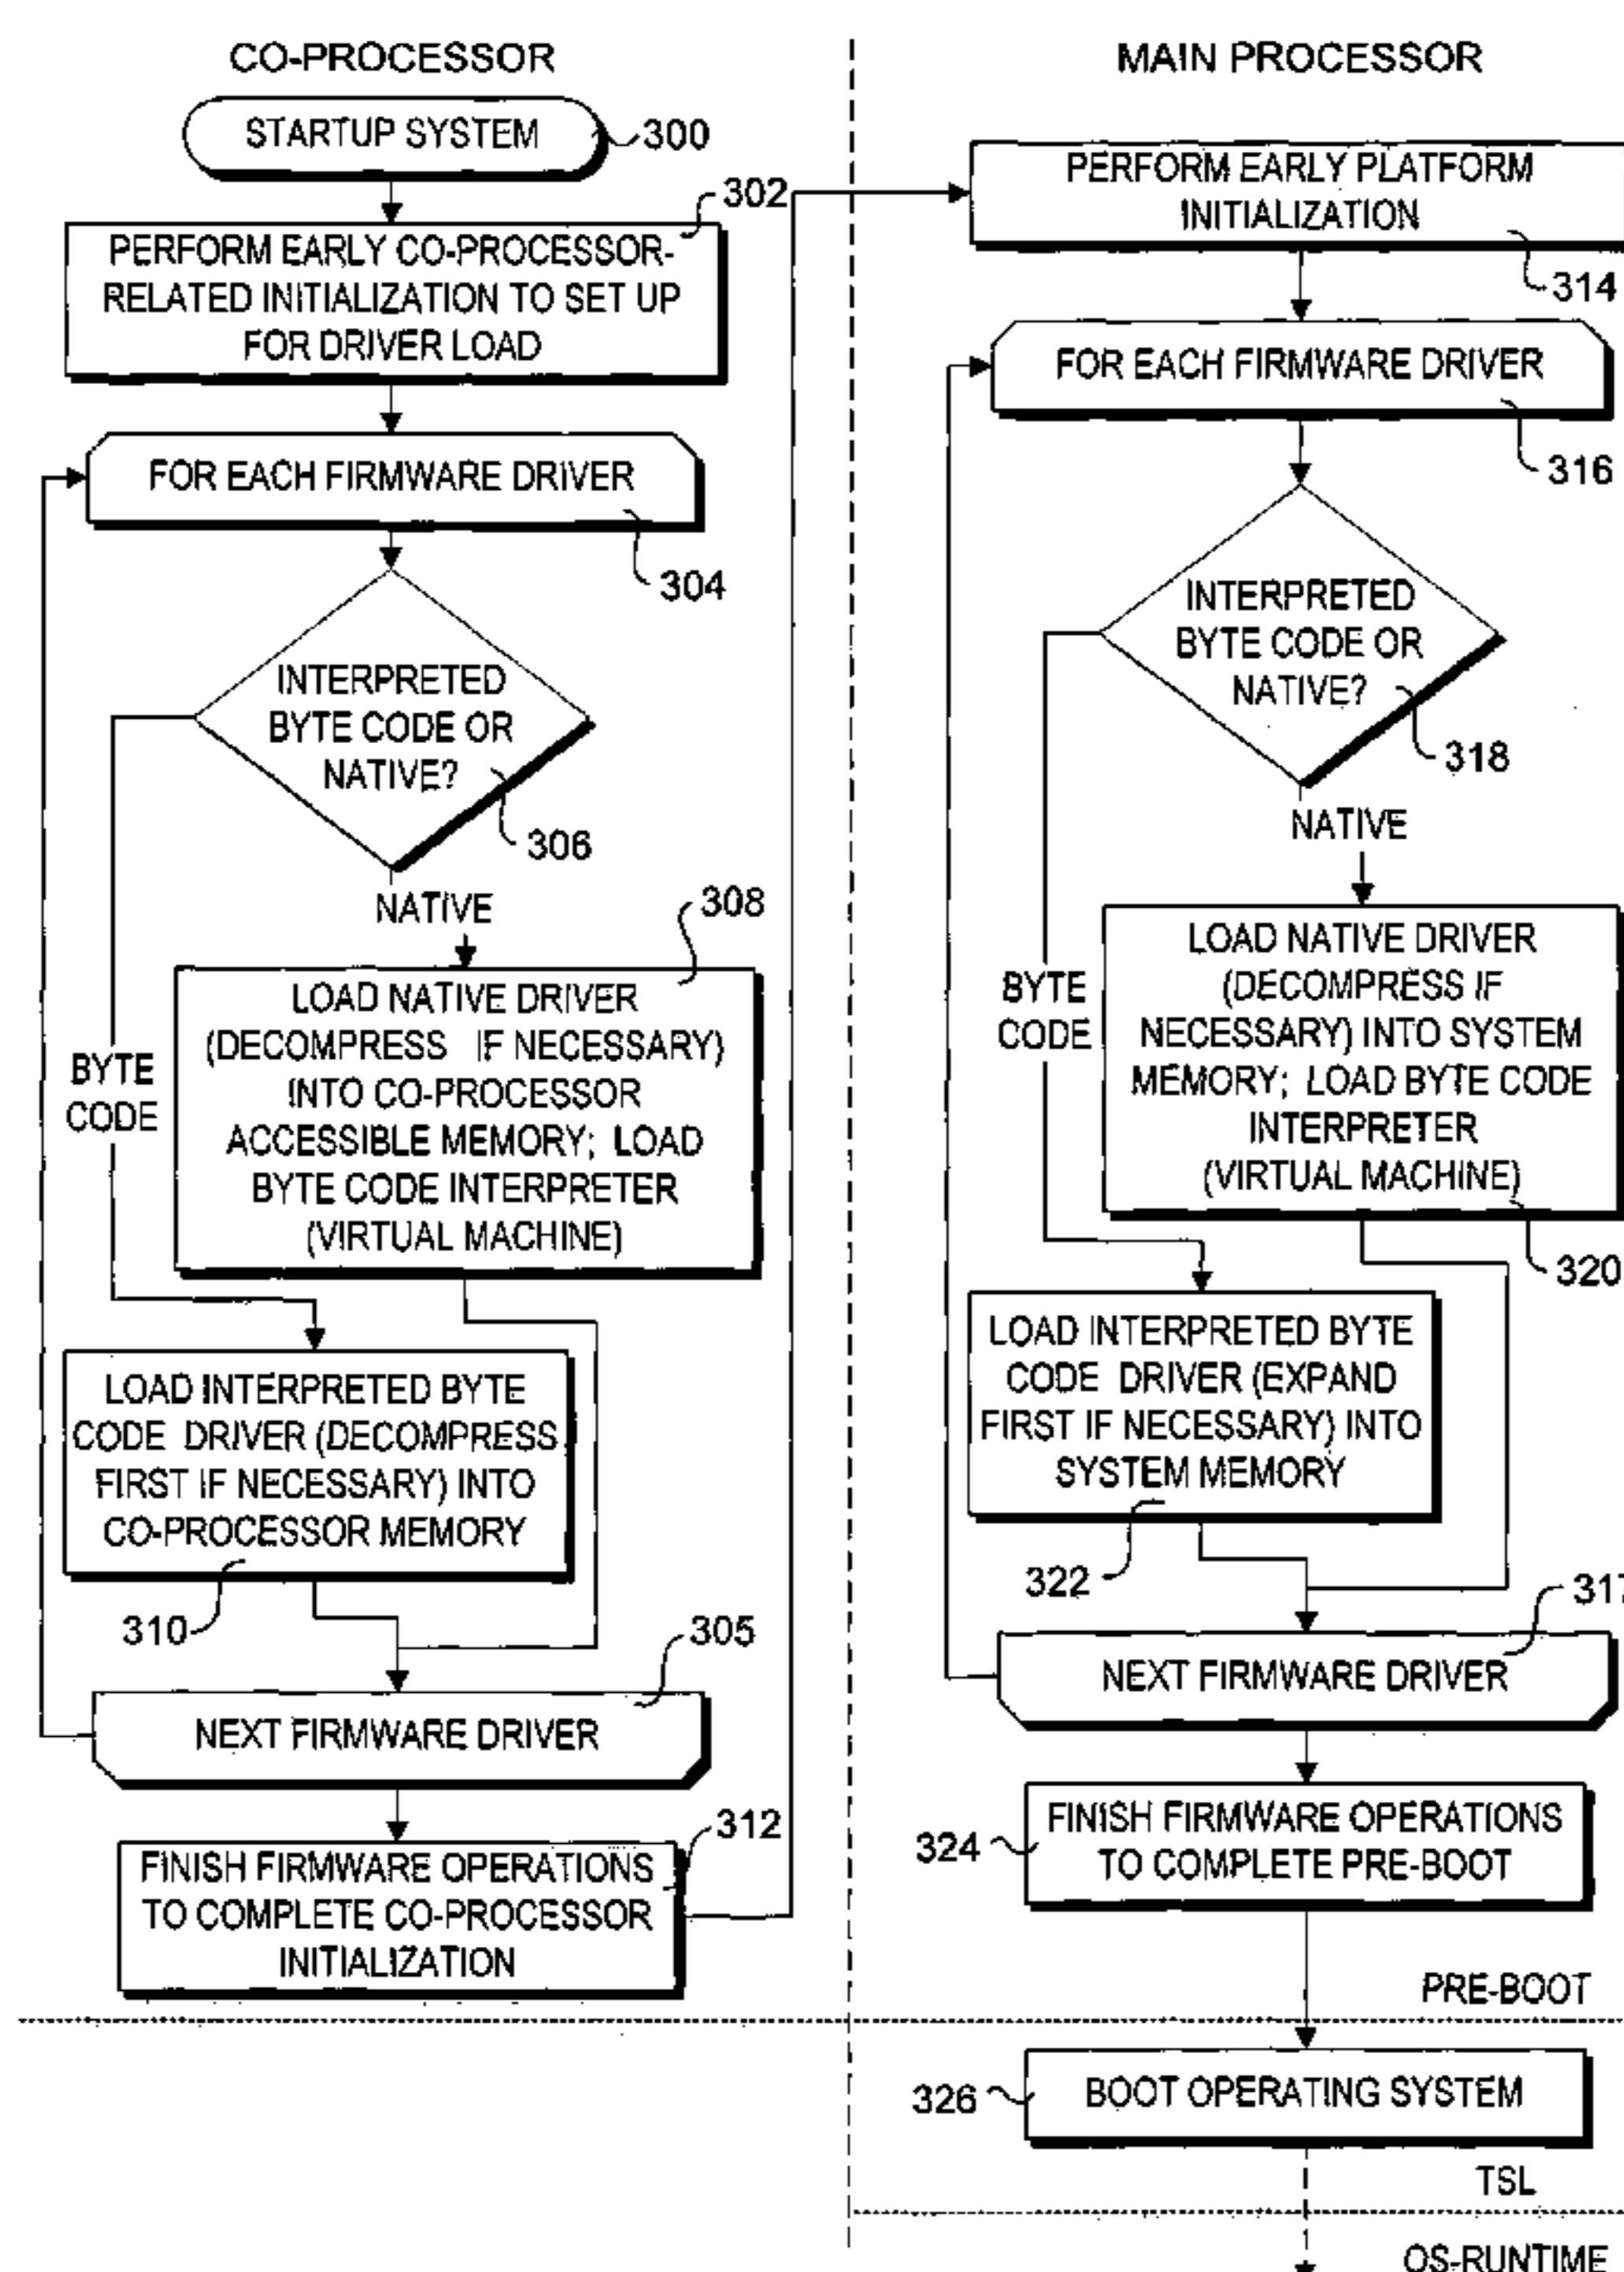 CO-PROCESSOR
STARTUP SYSTEM
300
302
PERFORM EARLY CO-PROCESSOR-
RELATED INITIALIZATION TO SET UP
FOR DRIVER LOAD
FOR EACH FIRMWARE DRIVER
304
INTERPRETED
BYTE CODE OR
NATIVE?
306
NATIVE
308
BYTE
CODE
LOAD NATIVE DRIVER
(DECOMPRESS IF NECESSARY)
INTO CO-PROCESSOR
ACCESSIBLE MEMORY; LOAD
BYTE CODE INTERPRETER
(VIRTUAL MACHINE)
LOAD INTERPRETED BYTE
CODE DRIVER (DECOMPRESS
FIRST IF NECESSARY) INTO
CO-PROCESSOR MEMORY
310
305
NEXT FIRMWARE DRIVER
312
FINISH FIRMWARE OPERATIONS
TO COMPLETE CO-PROCESSOR
INITIALIZATION
MAIN PROCESSOR
PERFORM EARLY PLATFORM
INITIALIZATION
314
FOR EACH FIRMWARE DRIVER
316
INTERPRETED
BYTE CODE OR
NATIVE?
318
NATIVE
BYTE
CODE
LOAD NATIVE DRIVER
(DECOMPRESS IF
NECESSARY) INTO SYSTEM
MEMORY; LOAD BYTE CODE
INTERPRETER
(VIRTUAL MACHINE)
320
LOAD INTERPRETED BYTE
CODE DRIVER (EXPAND
FIRST IF NECESSARY) INTO
SYSTEM MEMORY
322
317
NEXT FIRMWARE DRIVER
324
FINISH FIRMWARE OPERATIONS
TO COMPLETE PRE-BOOT
PRE-BOOT
326
BOOT OPERATING SYSTEM
TSL
OS-RUNTIME